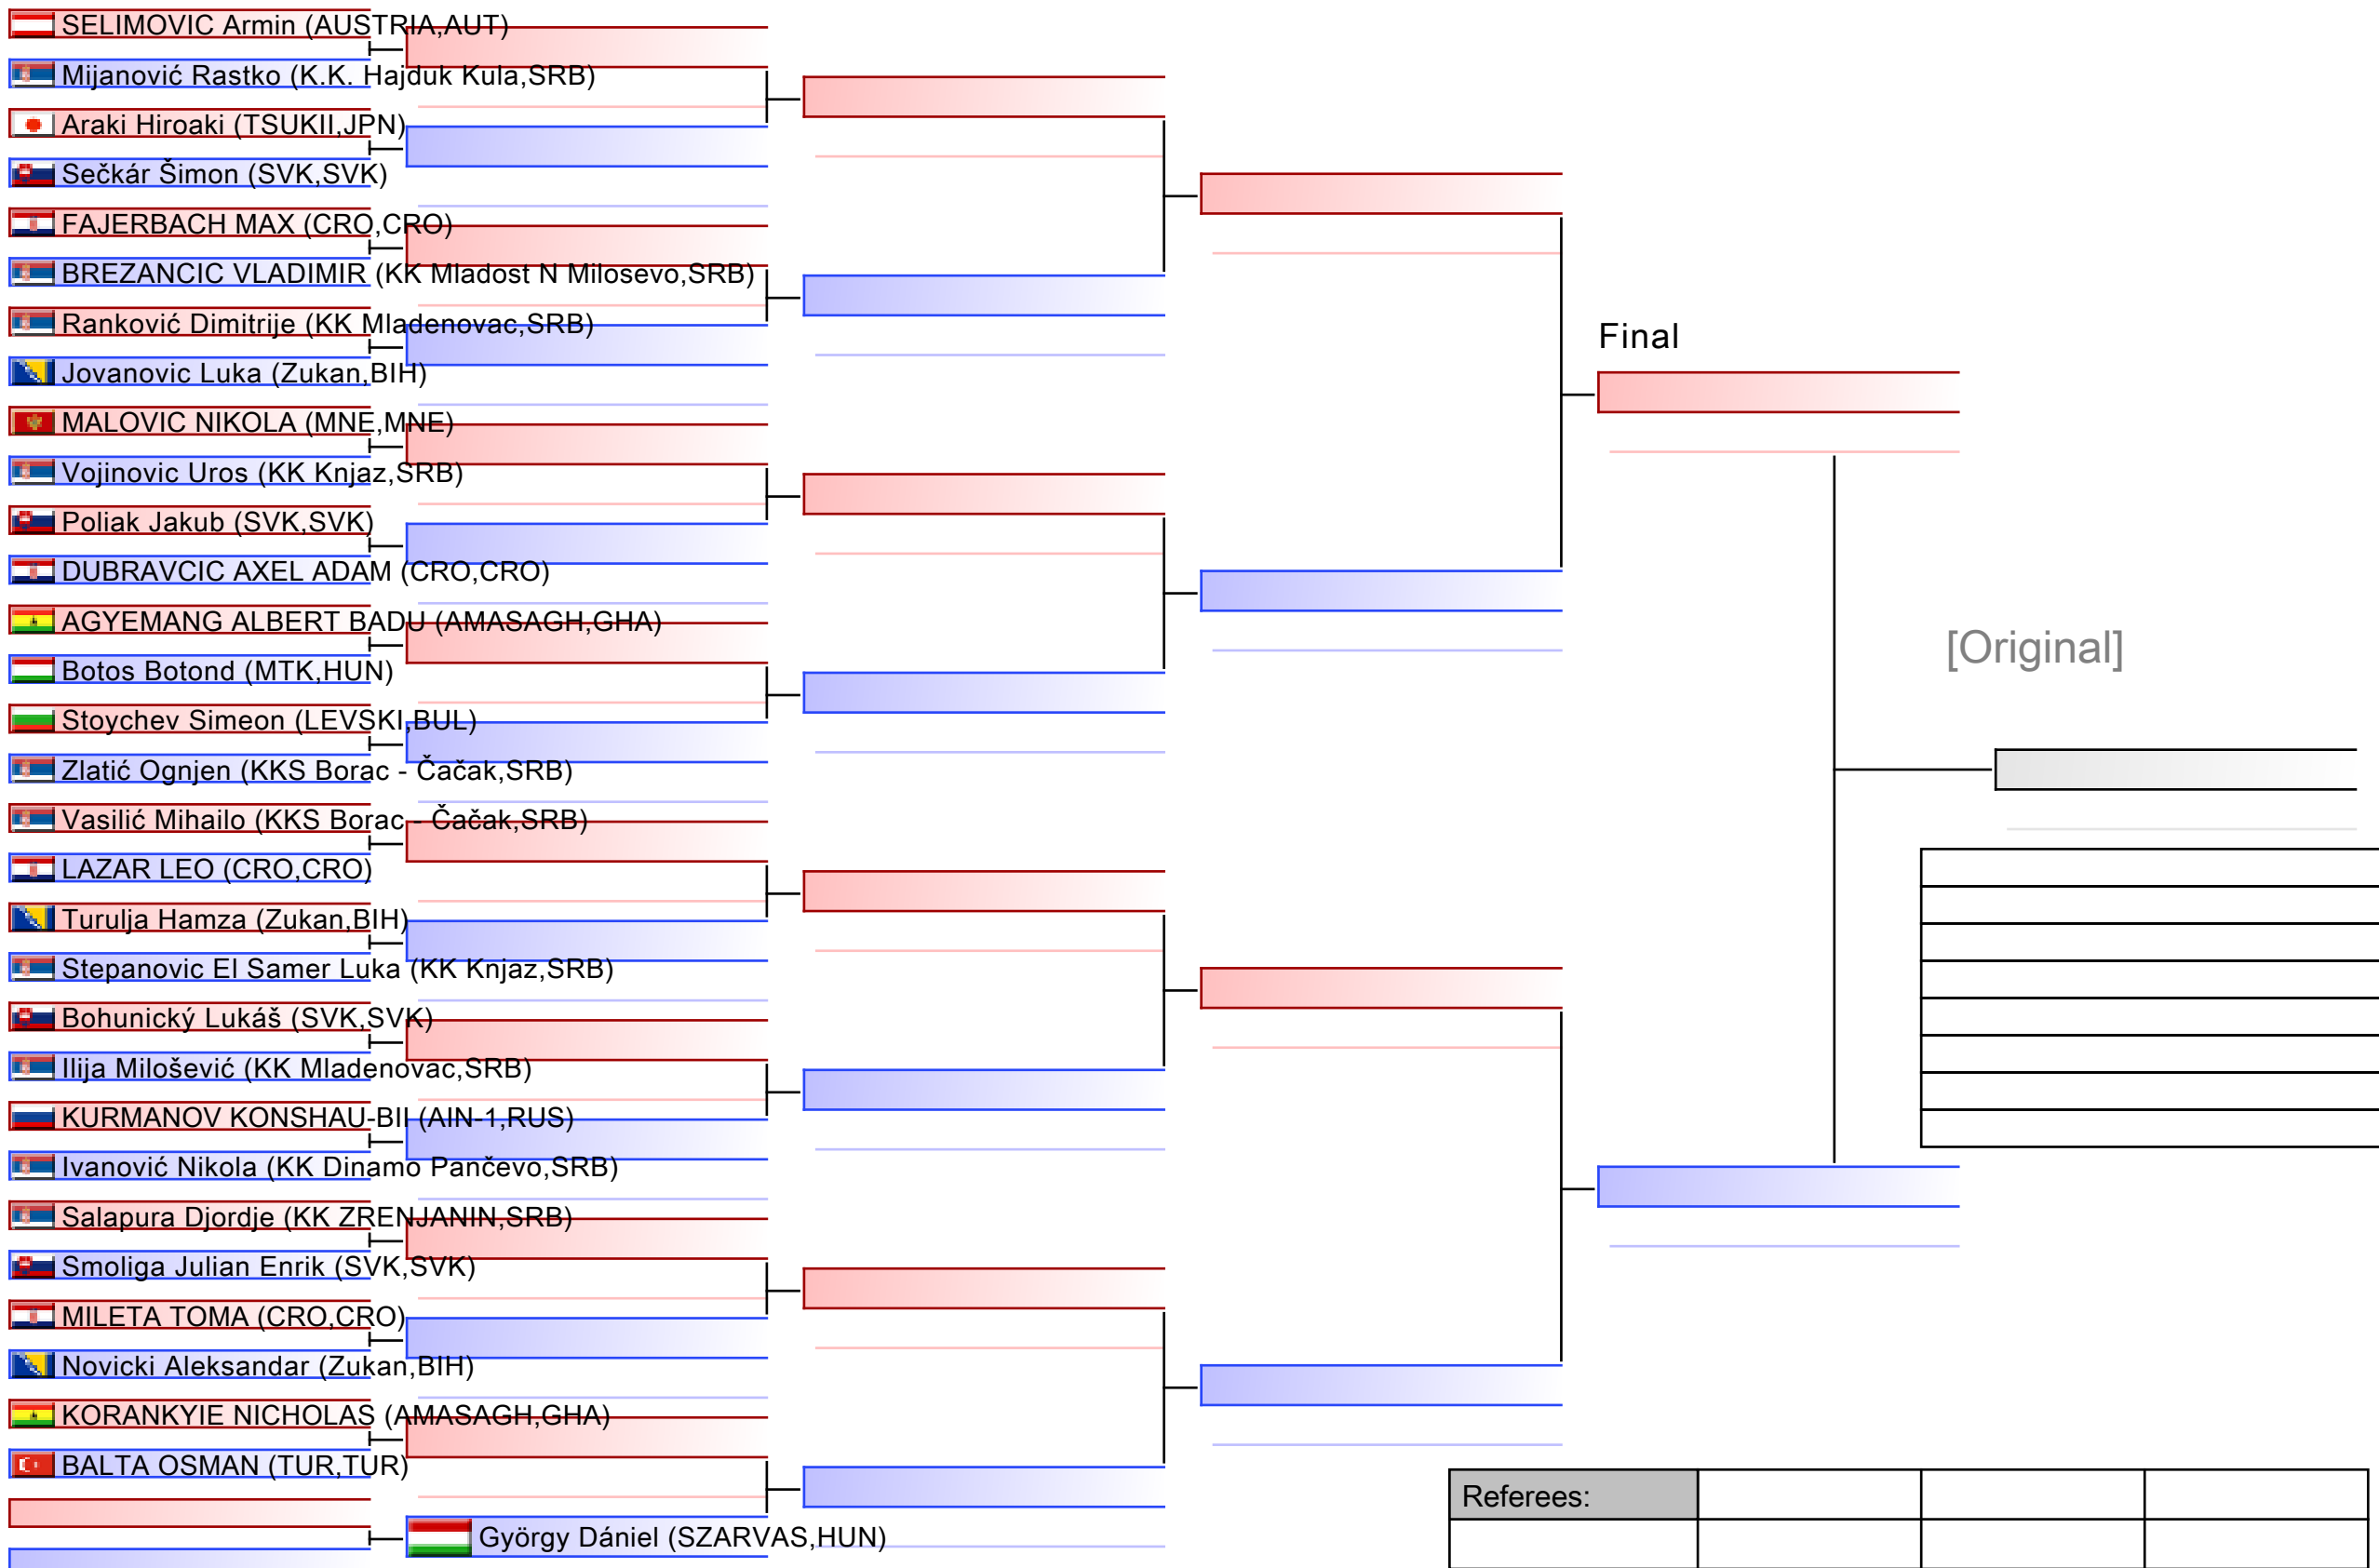 SELIMOVIC Armin (AUSTRIA,AUT)
Mijanović Rastko (K.K. Hajduk Kula,SRB)
Araki Hiroaki (TSUKII,JPN)
Sečkár Šimon (SVK,SVK)
FAJERBACH MAX (CRO,CRO)
BREZANCIC VLADIMIR (KK Mladost N Milosevo,SRB)
Ranković Dimitrije (KK Mladenovac,SRB)
Jovanovic Luka (Zukan,BIH)
MALOVIC NIKOLA (MNE,MNE)
Vojinovic Uros (KK Knjaz,SRB)
Poliak Jakub (SVK,SVK)
DUBRAVCIC AXEL ADAM (CRO,CRO)
AGYEMANG ALBERT BADU (AMASAGH,GHA)
Botos Botond (MTK,HUN)
Stoychev Simeon (LEVSKI,BUL)
Zlatić Ognjen (KKS Borac - Čačak,SRB)
Vasilić Mihailo (KKS Borac - Čačak,SRB)
LAZAR LEO (CRO,CRO)
Turulja Hamza (Zukan,BIH)
Stepanovic El Samer Luka (KK Knjaz,SRB)
Bohunický Lukáš (SVK,SVK)
Ilija Milošević (KK Mladenovac,SRB)
KURMANOV KONSHAU-BII (AIN-1,RUS)
Ivanović Nikola (KK Dinamo Pančevo,SRB)
Salapura Djordje (KK ZRENJANIN,SRB)
Smoliga Julian Enrik (SVK,SVK)
MILETA TOMA (CRO,CRO)
Novicki Aleksandar (Zukan,BIH)
KORANKYIE NICHOLAS (AMASAGH,GHA)
BALTA OSMAN (TUR,TUR)
György Dániel (SZARVAS,HUN)
Final
[Original]
Referees: